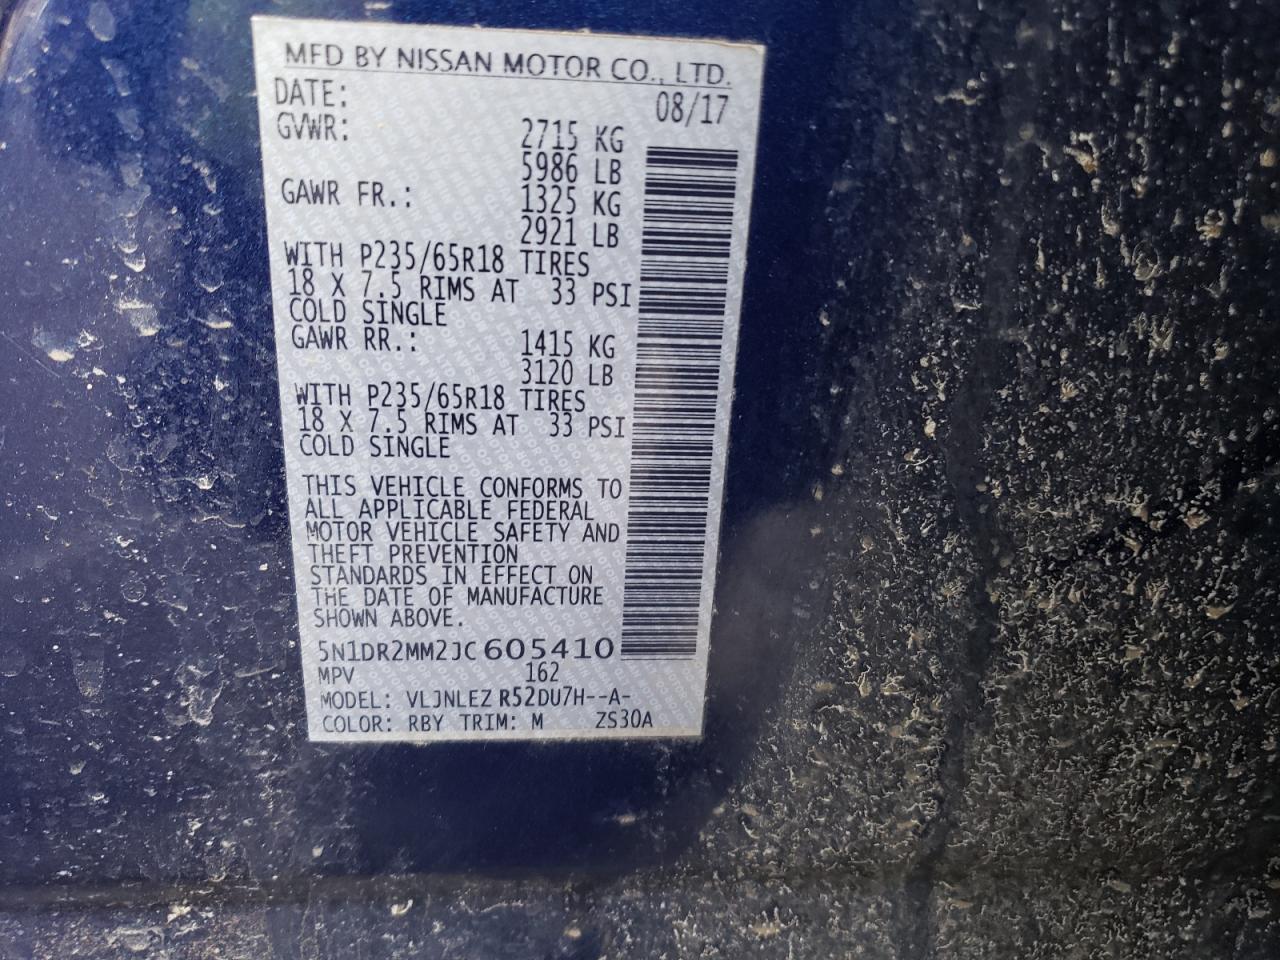 MFD BY NISSAN MOTOR CO., LTD.
DATE: 08/17
GVWR: 2715 KG
5986 LB
GAWR FR.: 1325 KG
2921 LB
WITH P235/65R18 TIRES
18 X 7.5 RIMS AT 33 PSI
COLD SINGLE
GAWR RR.: 1415 KG
3120 LB
WITH P235/65R18 TIRES
18 X 7.5 RIMS AT 33 PSI
COLD SINGLE
THIS VEHICLE CONFORMS TO
ALL APPLICABLE FEDERAL
MOTOR VEHICLE SAFETY AND
THEFT PREVENTION
STANDARDS IN EFFECT ON
THE DATE OF MANUFACTURE
SHOWN ABOVE.
5N1DR2MM2JC605410
MPV 162
MODEL: VLJNLEZ R52DU7H--A-
COLOR: RBY TRIM: M ZS30A